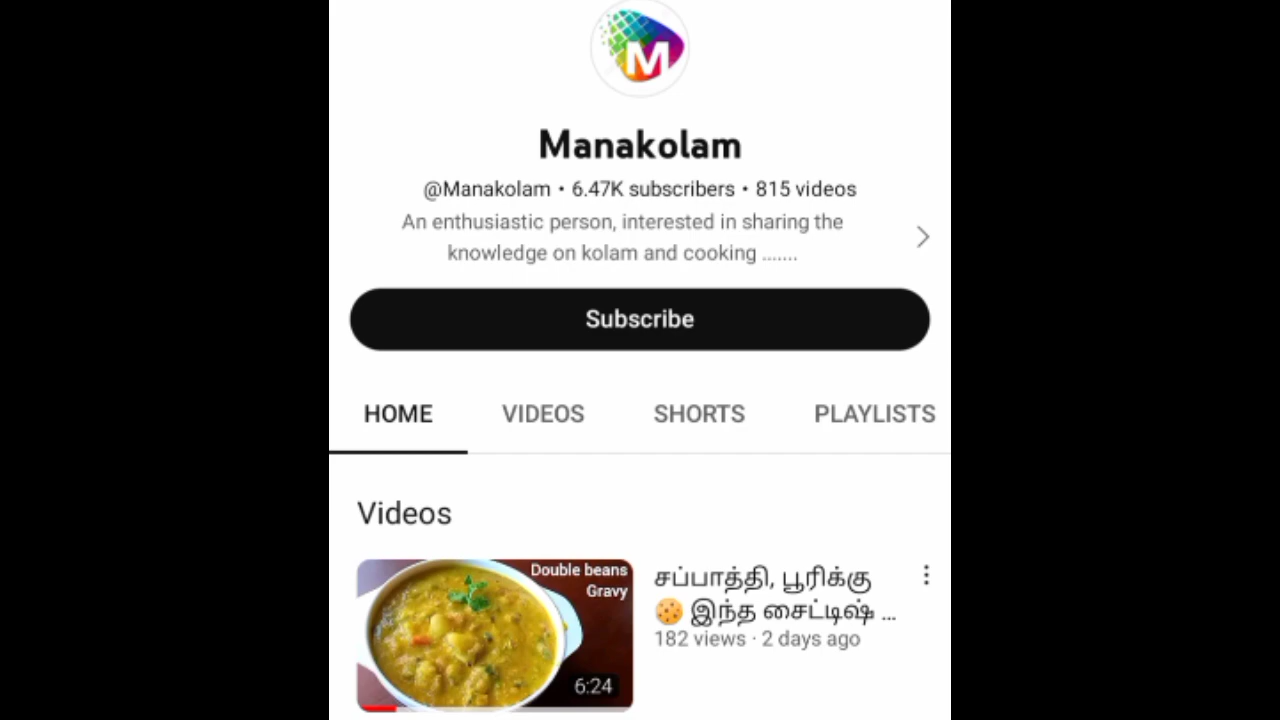 M
Manakolam
@Manakolam • 6.47K subscribers • 815 videos
An enthusiastic person, interested in sharing the
knowledge on kolam and cooking .......
Subscribe
HOME VIDEOS SHORTS PLAYLISTS
Videos
Double beans
Gravy
6:24
சப்பாத்தி, பூரிக்கு
🍪 இந்த சைட்டிஷ் ...
182 views · 2 days ago